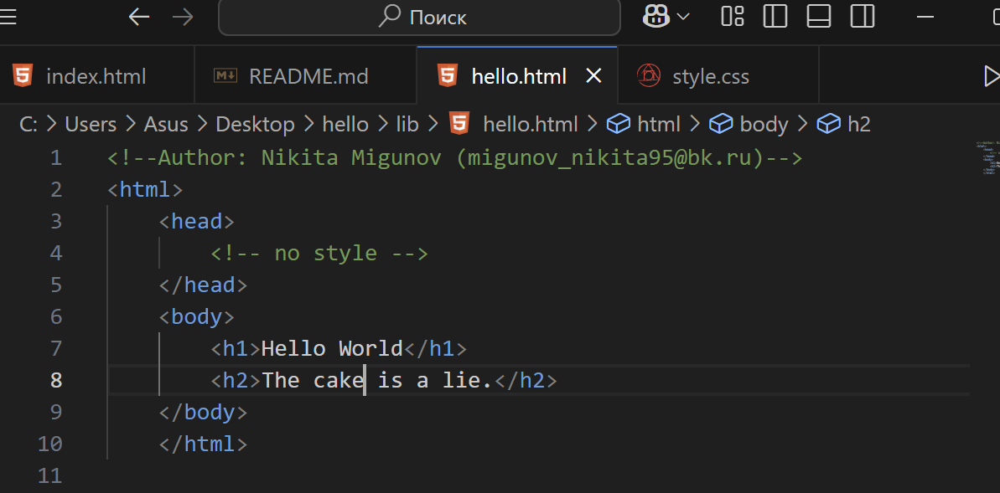 Поиск
index.html README.md hello.html style.css
C: > Users > Asus > Desktop > hello > lib > hello.html > html > body > h2
1 <!--Author: Nikita Migunov (migunov_nikita95@bk.ru)-->
2 <html>
3     <head>
4         <!-- no style -->
5     </head>
6     <body>
7         <h1>Hello World</h1>
8         <h2>The cake is a lie.</h2>
9     </body>
10     </html>
11